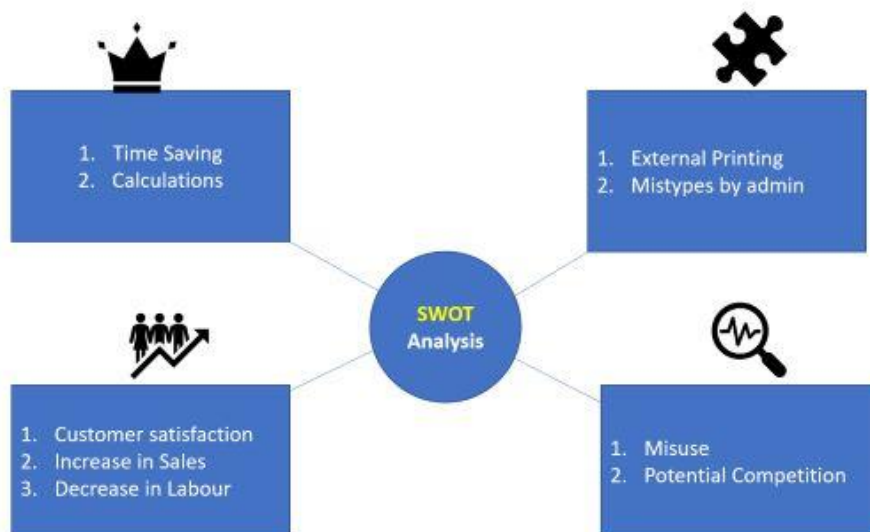 1. Time Saving
2. Calculations
1. External Printing
2. Mistypes by admin
SWOT
Analysis
1. Customer satisfaction
2. Increase in Sales
3. Decrease in Labour
1. Misuse
2. Potential Competition